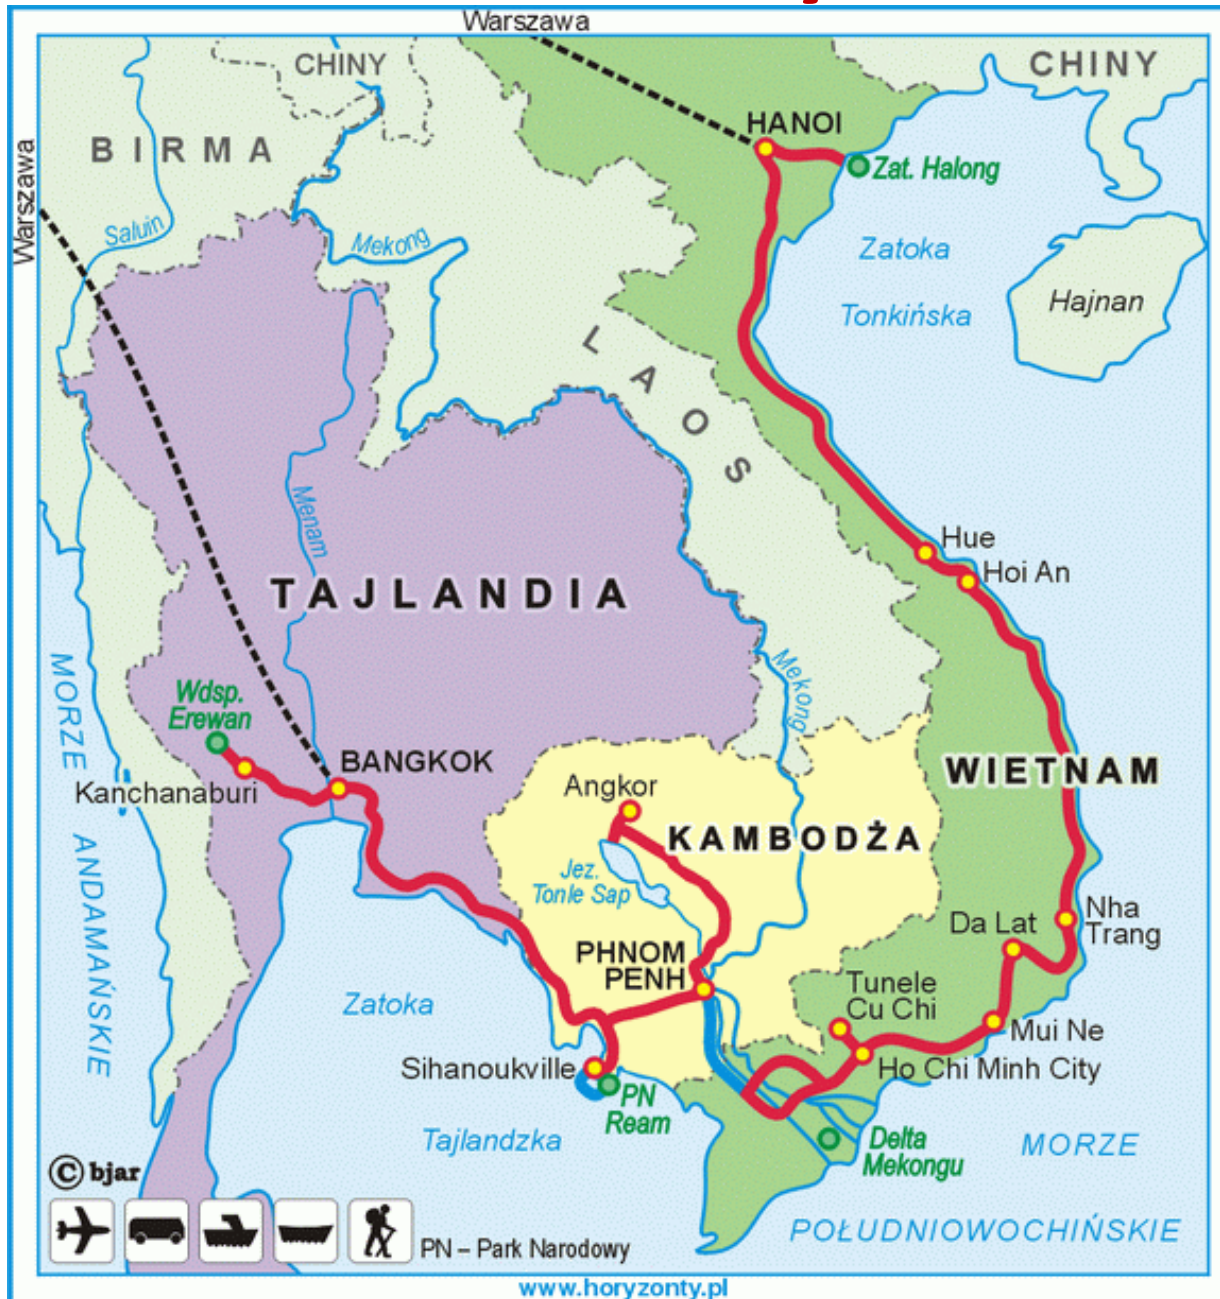 Warszawa
CHINY
CHINY
BIRMA
HANOI
Warszawa
Zat. Halong
Saluin
Mekong
Zatoka
Tonkińska
Hajnan
LAOS
Menam
Hue
Hoi An
TAJLANDIA
MORZE
ANDAMAŃSKIE
Wdsp.
Erewan
Mekong
BANGKOK
Kanchanaburi
WIETNAM
Angkor
KAMBODŻA
Jez.
Tonle Sap
Nha
Trang
Da Lat
PHNOM
PENH
Tunele
Cu Chi
Zatoka
Mui Ne
Sihanoukville
Ho Chi Minh City
PN
Ream
Tajlandzka
Delta
Mekongu
MORZE
POŁUDNIOWOCHIŃSKIE
© bjar
PN – Park Narodowy
www.horyzonty.pl